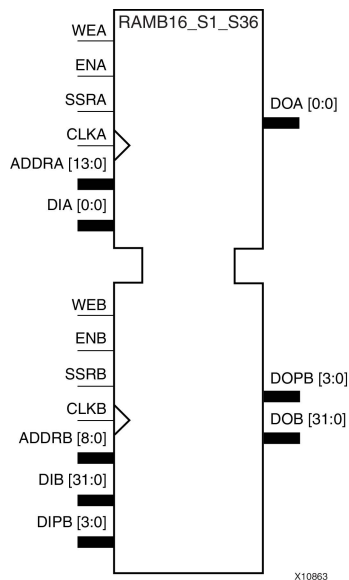 RAMB16_S1_S36
WEA
ENA
SSRA
CLKA
ADDRA [13:0]
DIA [0:0]
DOA [0:0]
WEB
ENB
SSRB
CLKB
ADDRB [8:0]
DIB [31:0]
DIPB [3:0]
DOPB [3:0]
DOB [31:0]
X10863